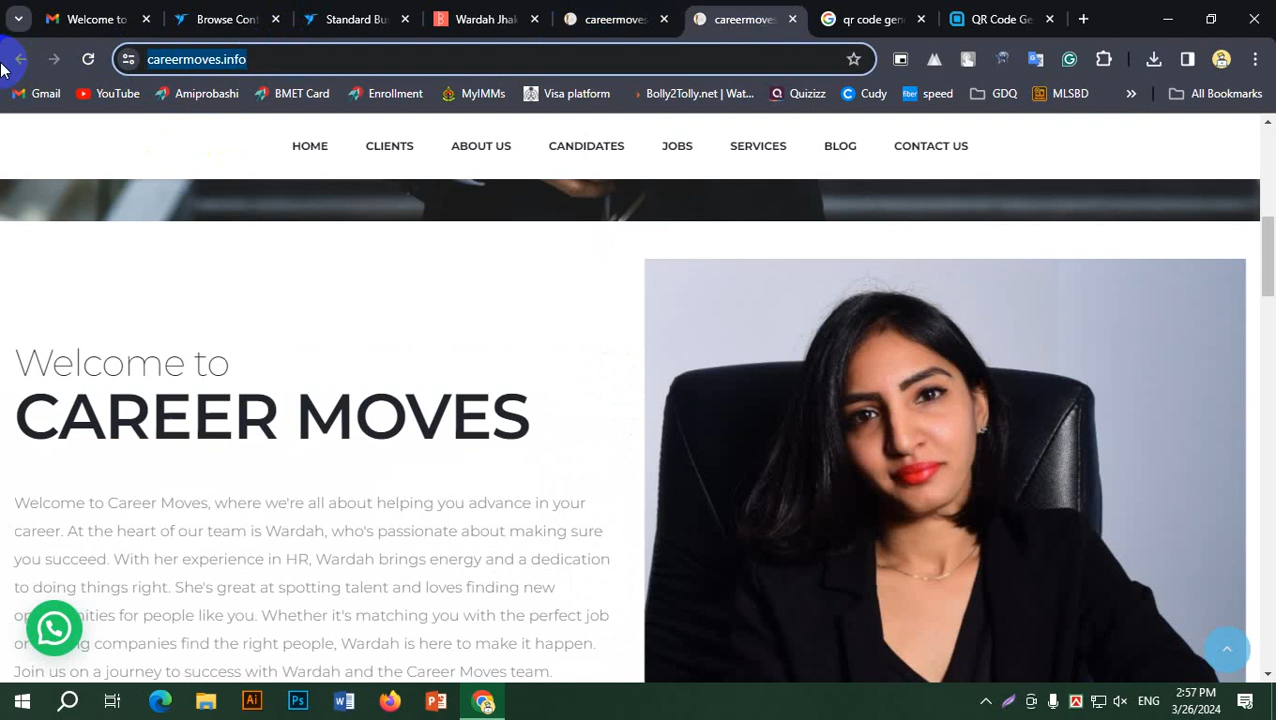 Welcome to
Browse Cont
Standard Bus
Wardah Jhak
careermoves
careermoves.
qr code gene
QR Code Ge
careermoves.info
Gmail
YouTube
Amiprobashi
BMET Card
Enrollment
MyIMMs
Visa platform
Bolly2Tolly.net | Wat...
Quizizz
Cudy
fiber speed
GDQ
MLSBD
All Bookmarks
HOME
CLIENTS
ABOUT US
CANDIDATES
JOBS
SERVICES
BLOG
CONTACT US
Welcome to
CAREER MOVES
Welcome to Career Moves, where we're all about helping you advance in your
career. At the heart of our team is Wardah, who's passionate about making sure
you succeed. With her experience in HR, Wardah brings energy and a dedication
to doing things right. She's great at spotting talent and loves finding new
for people like you. Whether it's matching you with the perfect job
companies find the right people, Wardah is here to make it happen.
Join us on a journey to success with Wardah and the Career Moves team.
ENG
2:57 PM
3/26/2024